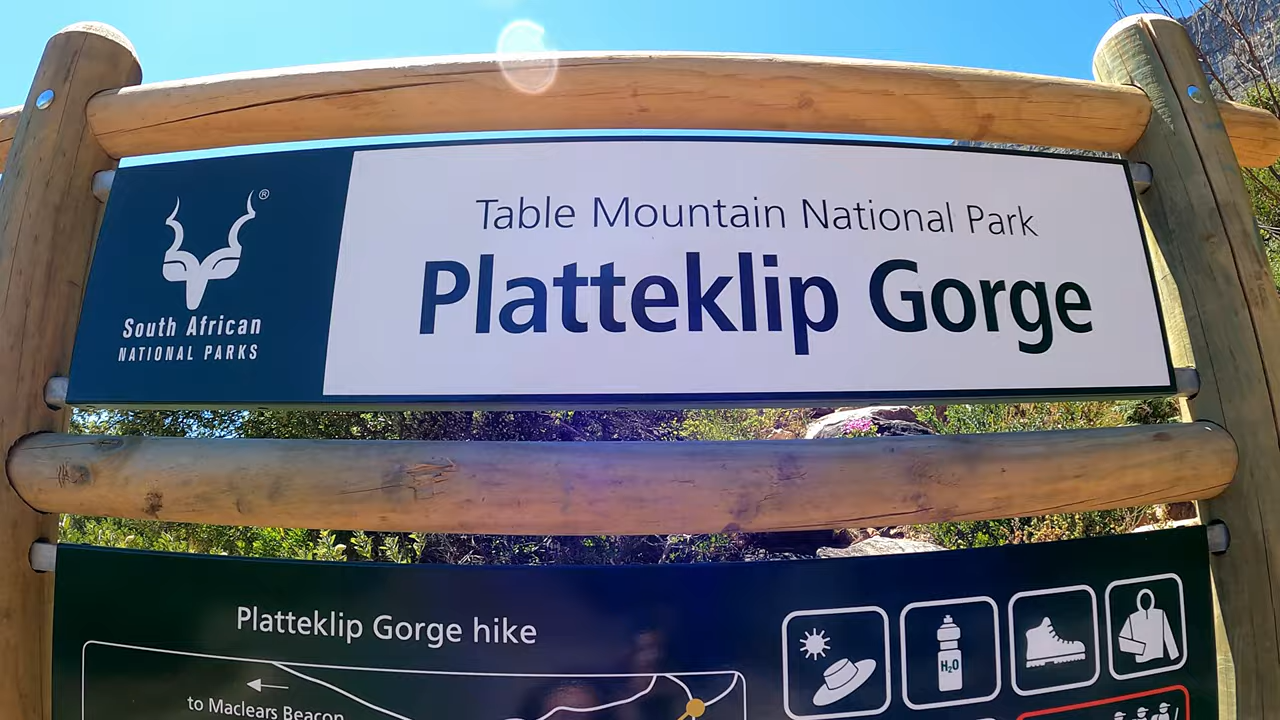 Table Mountain National Park
Platteklip Gorge
®
South African
NATIONAL PARKS
Platteklip Gorge hike
to Maclears Beacon
H₂O